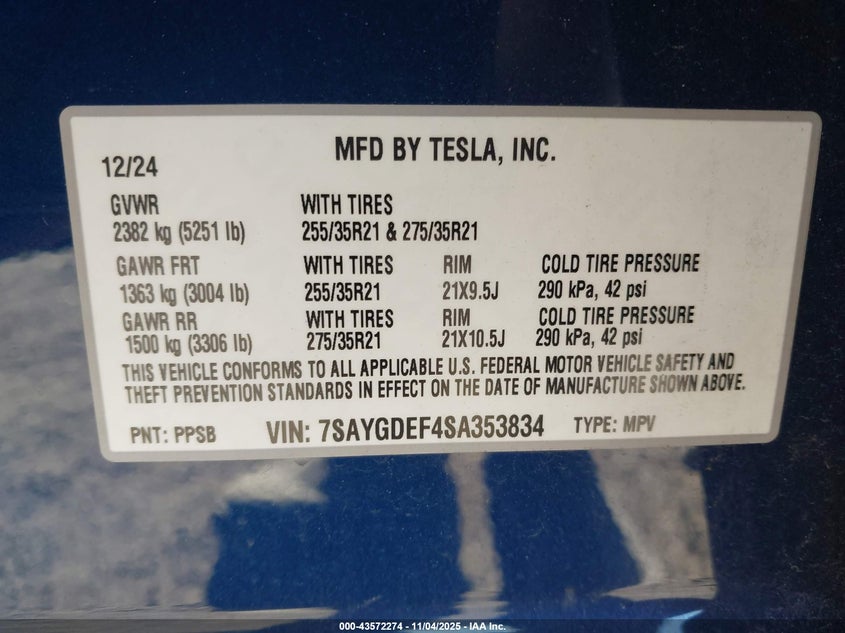 MFD BY TESLA, INC.
12/24
GVWR WITH TIRES
2382 kg (5251 lb) 255/35R21 & 275/35R21
GAWR FRT WITH TIRES RIM COLD TIRE PRESSURE
1363 kg (3004 lb) 255/35R21 21X9.5J 290 kPa, 42 psi
GAWR RR WITH TIRES RIM COLD TIRE PRESSURE
1500 kg (3306 lb) 275/35R21 21X10.5J 290 kPa, 42 psi
THIS VEHICLE CONFORMS TO ALL APPLICABLE U.S. FEDERAL MOTOR VEHICLE SAFETY AND
THEFT PREVENTION STANDARDS IN EFFECT ON THE DATE OF MANUFACTURE SHOWN ABOVE.
PNT: PPSB VIN: 7SAYGDEF4SA353834 TYPE: MPV
000-43572274 - 11/04/2025 - IAA Inc.